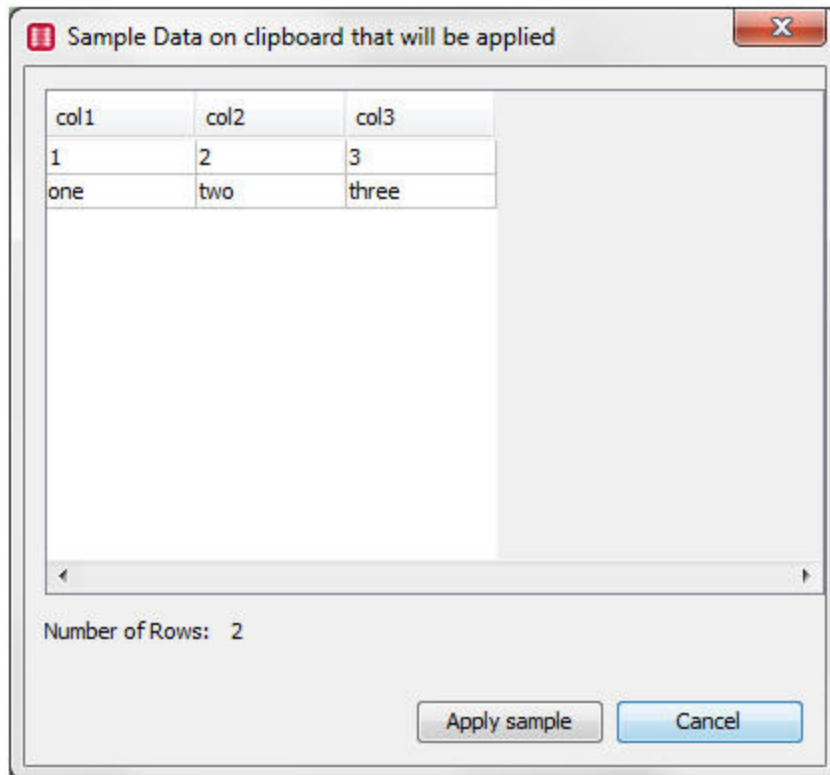 Sample Data on clipboard that will be applied
col1 col2 col3
1 2 3
one two three
Number of Rows: 2
Apply sample Cancel